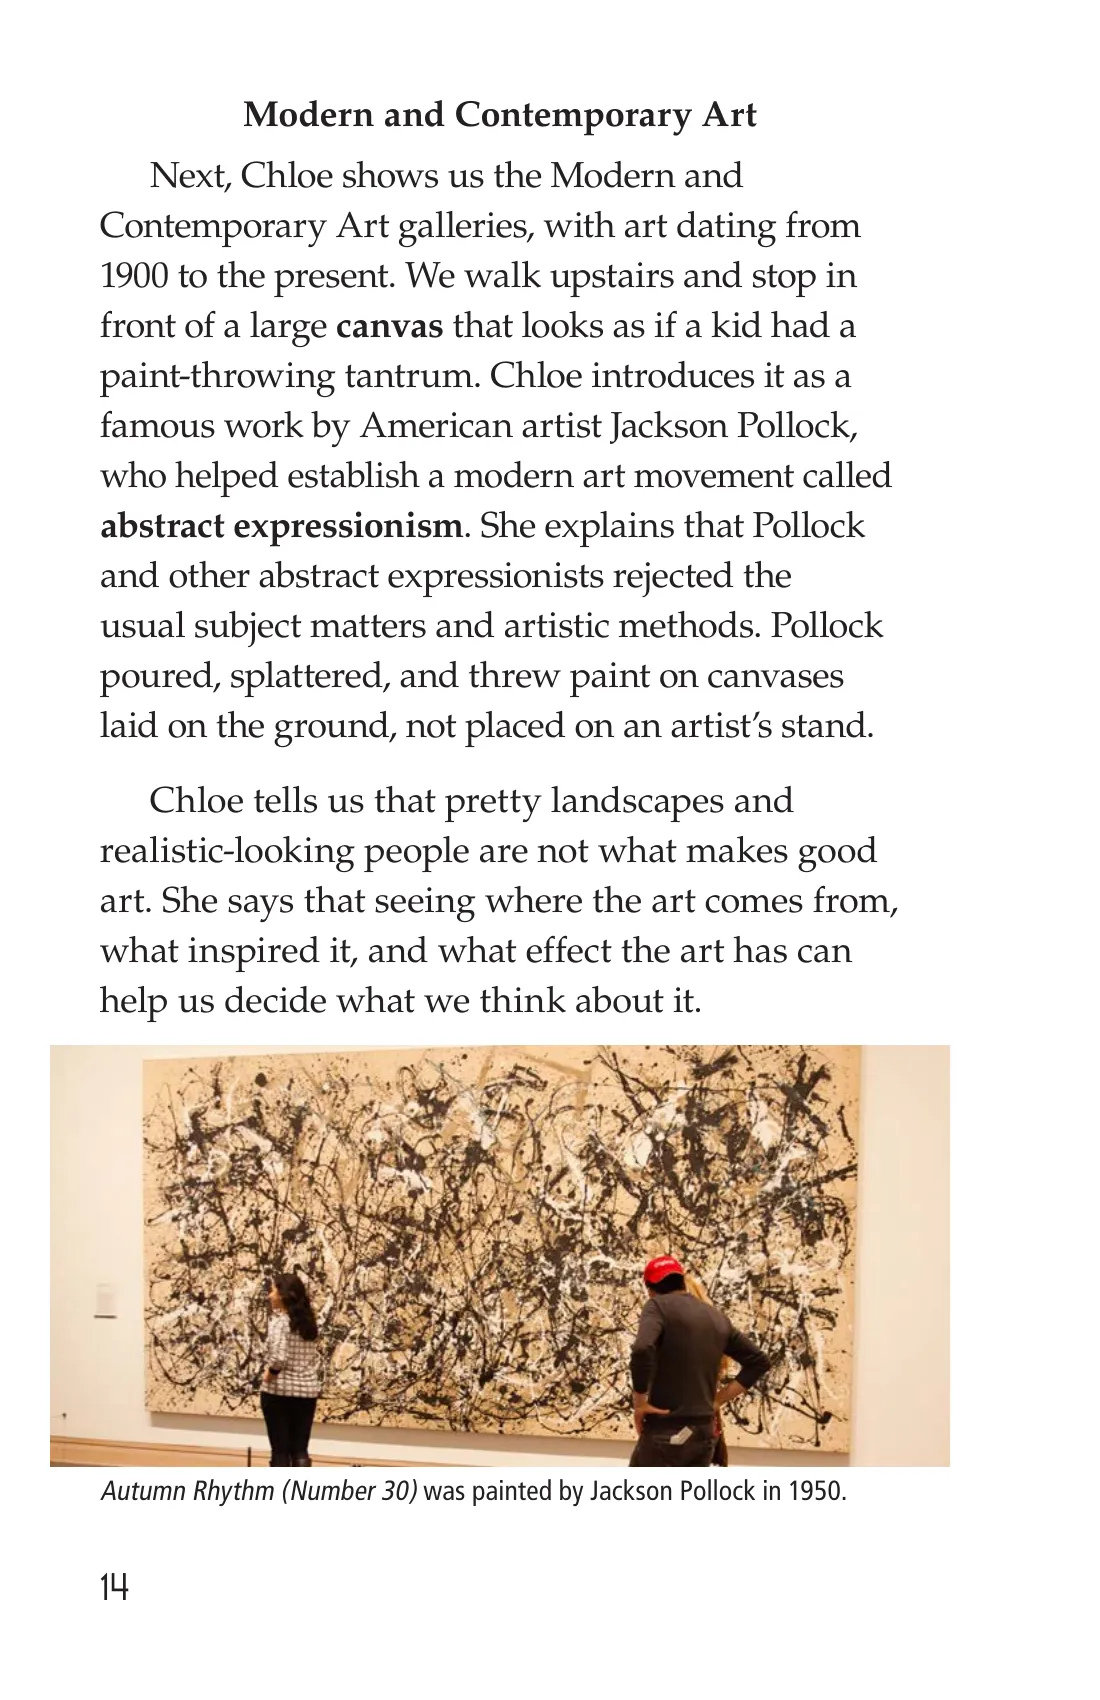 Modern and Contemporary Art
Next, Chloe shows us the Modern and
Contemporary Art galleries, with art dating from
1900 to the present. We walk upstairs and stop in
front of a large canvas that looks as if a kid had a
paint-throwing tantrum. Chloe introduces it as a
famous work by American artist Jackson Pollock,
who helped establish a modern art movement called
abstract expressionism. She explains that Pollock
and other abstract expressionists rejected the
usual subject matters and artistic methods. Pollock
poured, splattered, and threw paint on canvases
laid on the ground, not placed on an artist’s stand.
Chloe tells us that pretty landscapes and
realistic-looking people are not what makes good
art. She says that seeing where the art comes from,
what inspired it, and what effect the art has can
help us decide what we think about it.
Autumn Rhythm (Number 30) was painted by Jackson Pollock in 1950.
14